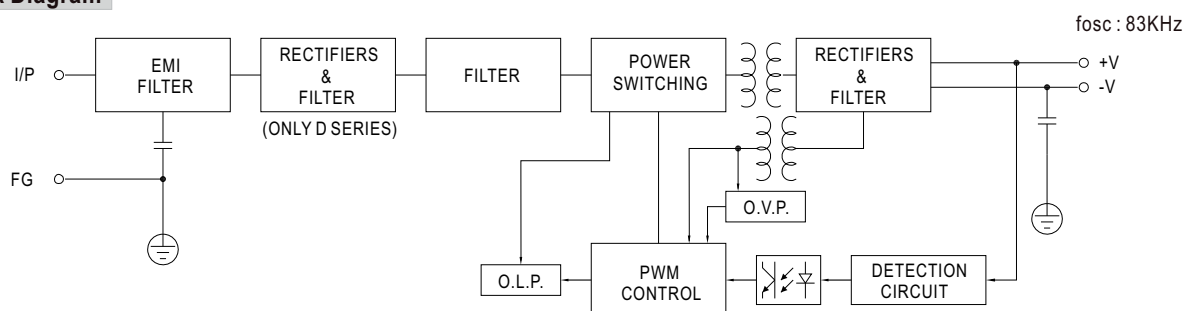 Diagram
fosc : 83KHz
I/P
EMI
FILTER
RECTIFIERS
&
FILTER
(ONLY D SERIES)
FILTER
POWER
SWITCHING
RECTIFIERS
&
FILTER
+V
-V
FG
O.V.P.
O.L.P.
PWM
CONTROL
DETECTION
CIRCUIT